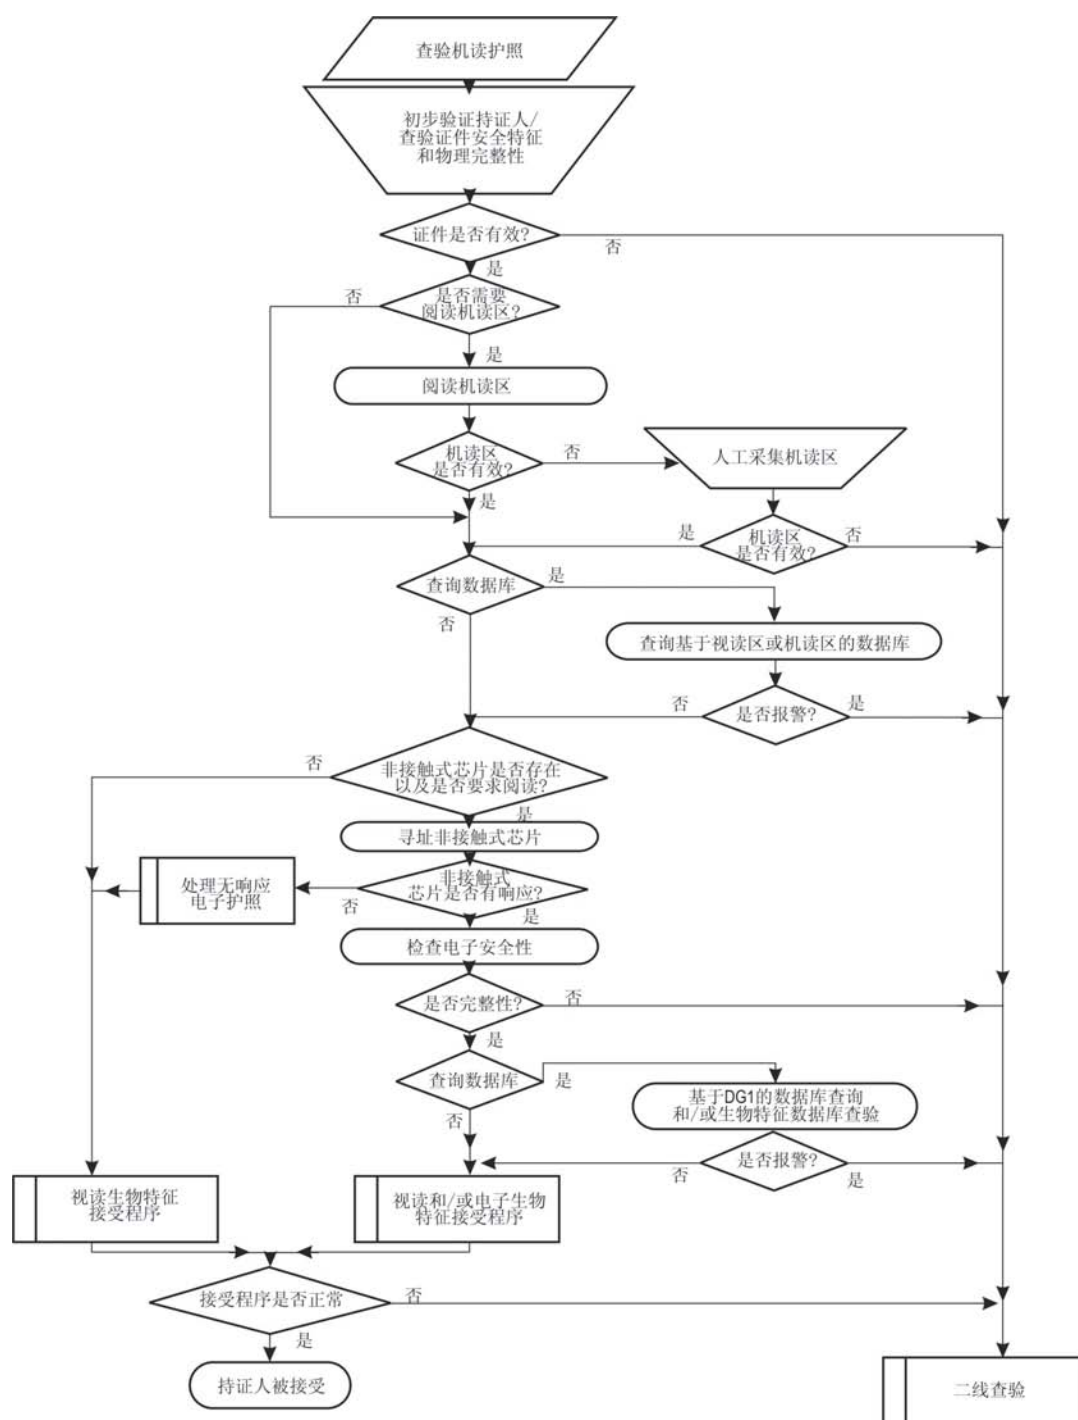 查验机读护照
初步验证持证人/
查验证件安全特征
和物理完整性
证件是否有效?
否
是
否
是否需要
阅读机读区?
是
阅读机读区
机读区
是否有效?
否
人工采集机读区
是
是
机读区
是否有效?
否
查询数据库
是
否
查询基于视读区或机读区的数据库
否
是否报警?
是
否
非接触式芯片是否存在
以及是否要求阅读?
是
寻址非接触式芯片
处理无响应
电子护照
非接触式
芯片是否有响应?
否
是
检查电子安全性
是否完整性?
否
是
查询数据库
是
基于DG1的数据库查询
和/或生物特征数据库查验
否
是否报警?
否
是
视读生物特征
接受程序
视读和/或电子生物
特征接受程序
接受程序是否正常
否
是
持证人被接受
二线查验